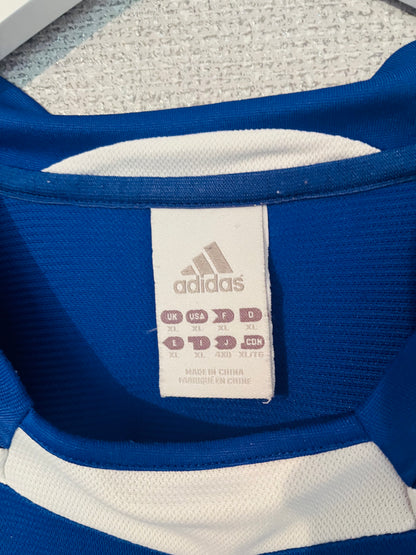 adidas
UK USA F D
XL XL XL XL
E I J CDN
XL XL 4XO XL/TG
MADE IN CHINA
FABRIQUÉ EN CHINE